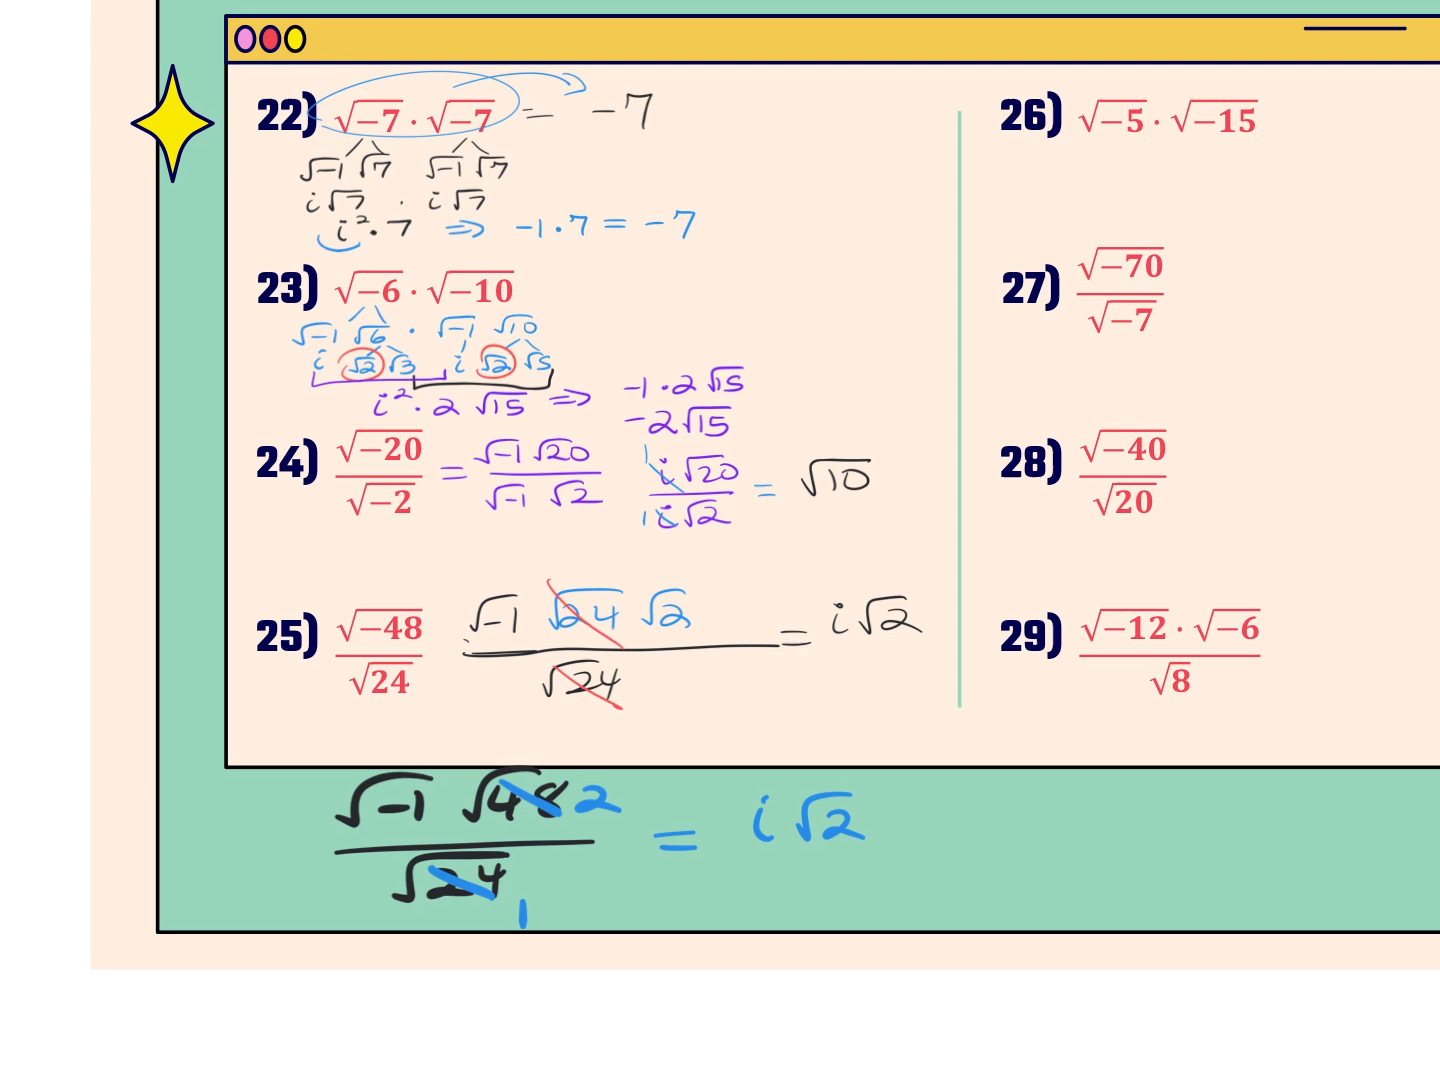 22) √−7 · √−7 = −7
√−1 √7 √−1 √7
i√7 · i√7
i²·7 ⇒ −1·7 = −7
23) √−6 · √−10
√−1 √6 · √−1 √10
i √2 √3 i √2 √5
i²·2 √15 ⇒ −1·2√15
−2√15
24) √−20 / √−2 = √−1 √20 / √−1 √2 i√20 / i√2 = √10
1
1
25) √−48 / √24 √−1 √24 √2 / √24 = i√2
√−1 √48 2 / √24 1 = i√2
26) √−5 · √−15
27) √−70 / √−7
28) √−40 / √20
29) √−12 · √−6 / √8